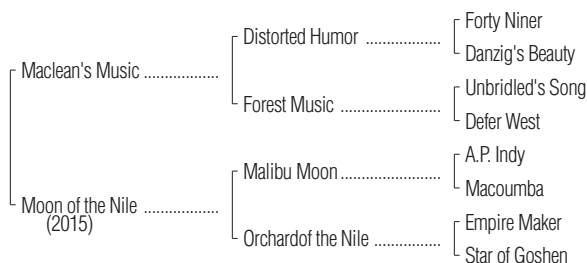 Forty Niner
Distorted Humor ....................
Danzig's Beauty
Maclean's Music ....................
Unbridled's Song
Forest Music ..........................
Defer West
A.P. Indy
Malibu Moon ...........................
Macoumba
Moon of the Nile ....................
(2015)
Empire Maker
Orchardof the Nile ..................
Star of Goshen